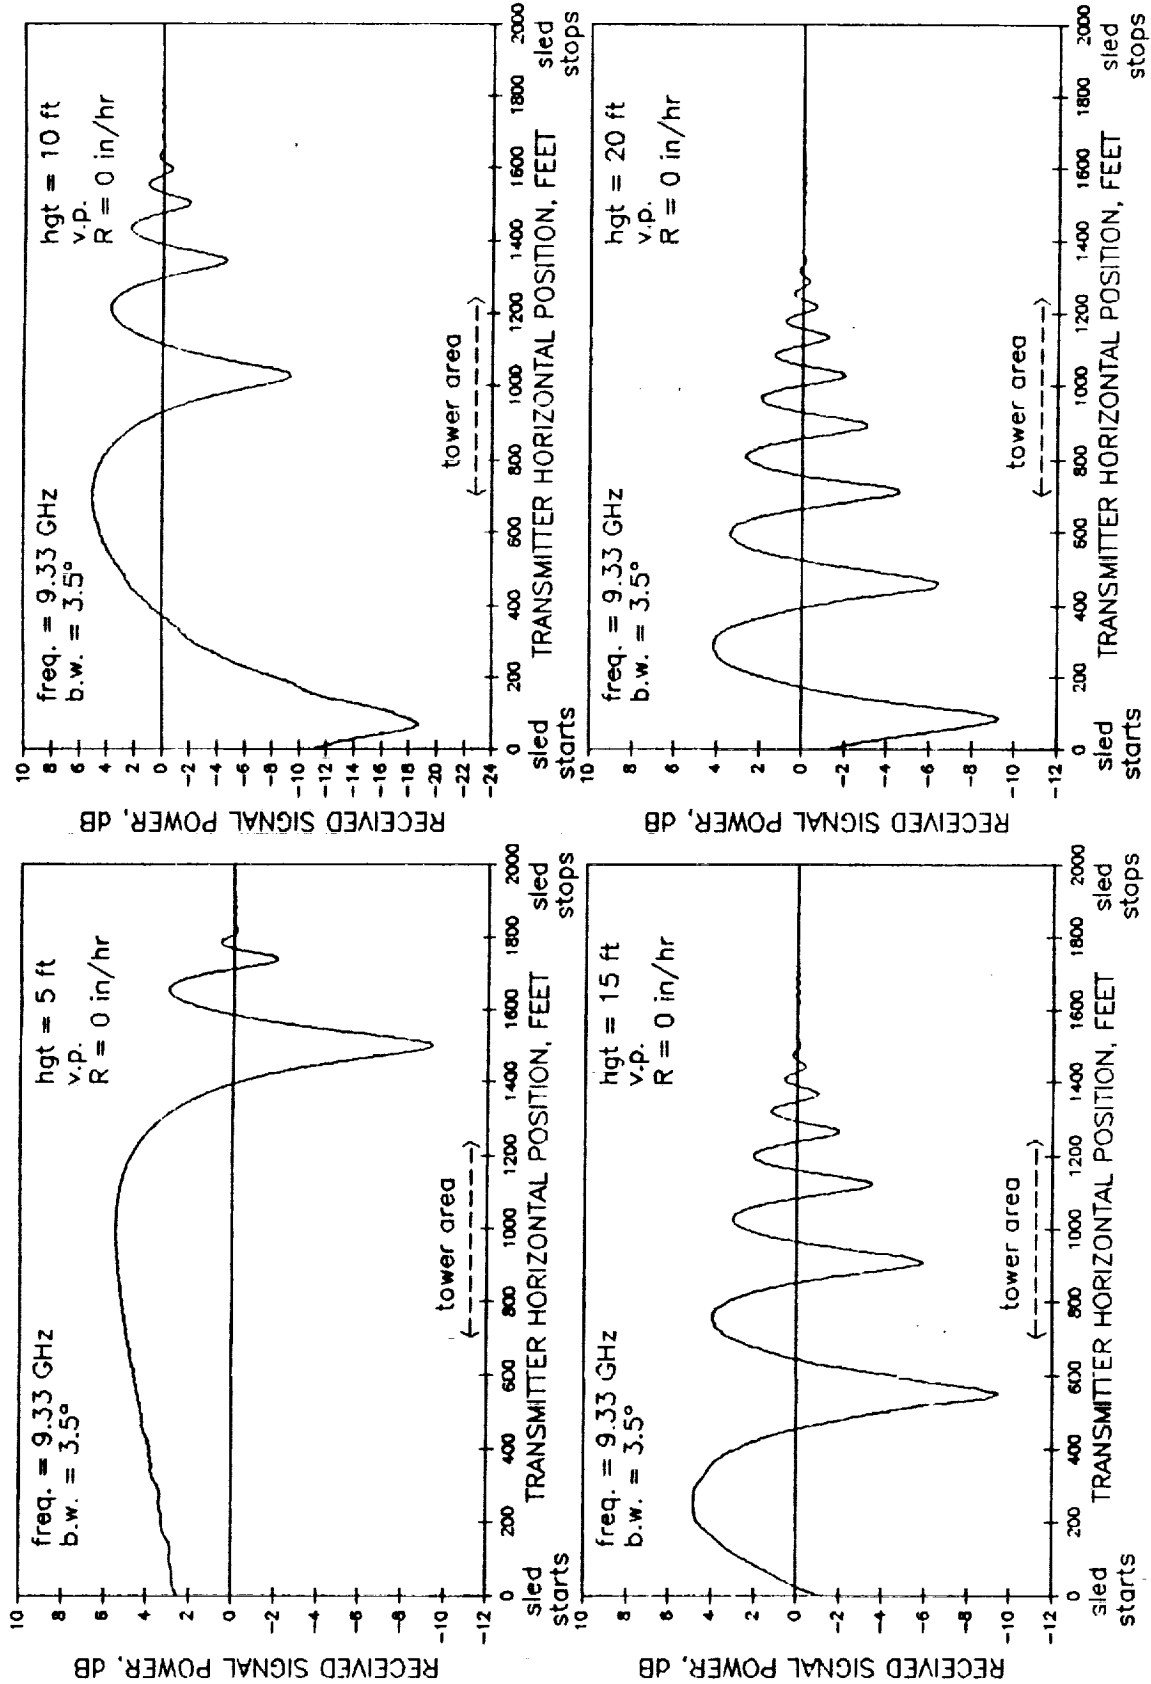 freq. = 9.33 GHz
b.w. = 3.5°
hgt = 5 ft
v.p.
R = 0 in/hr
10
8
6
4
2
0
-2
-4
-6
-8
-10
-12
RECEIVED SIGNAL POWER, dB
tower area
0 200 400 600 800 1000 1200 1400 1600 1800 2000
sled
starts
TRANSMITTER HORIZONTAL POSITION, FEET
sled
stops
freq. = 9.33 GHz
b.w. = 3.5°
hgt = 10 ft
v.p.
R = 0 in/hr
10
8
6
4
2
0
-2
-4
-6
-8
-10
-12
-14
-16
-18
-20
-22
-24
RECEIVED SIGNAL POWER, dB
tower area
0 200 400 600 800 1000 1200 1400 1600 1800 2000
sled
starts
TRANSMITTER HORIZONTAL POSITION, FEET
sled
stops
freq. = 9.33 GHz
b.w. = 3.5°
hgt = 15 ft
v.p.
R = 0 in/hr
10
8
6
4
2
0
-2
-4
-6
-8
-10
-12
RECEIVED SIGNAL POWER, dB
tower area
0 200 400 600 800 1000 1200 1400 1600 1800 2000
sled
starts
TRANSMITTER HORIZONTAL POSITION, FEET
sled
stops
freq. = 9.33 GHz
b.w. = 3.5°
hgt = 20 ft
v.p.
R = 0 in/hr
10
8
6
4
2
0
-2
-4
-6
-8
-10
-12
RECEIVED SIGNAL POWER, dB
tower area
0 200 400 600 800 1000 1200 1400 1600 1800 2000
sled
starts
TRANSMITTER HORIZONTAL POSITION, FEET
sled
stops